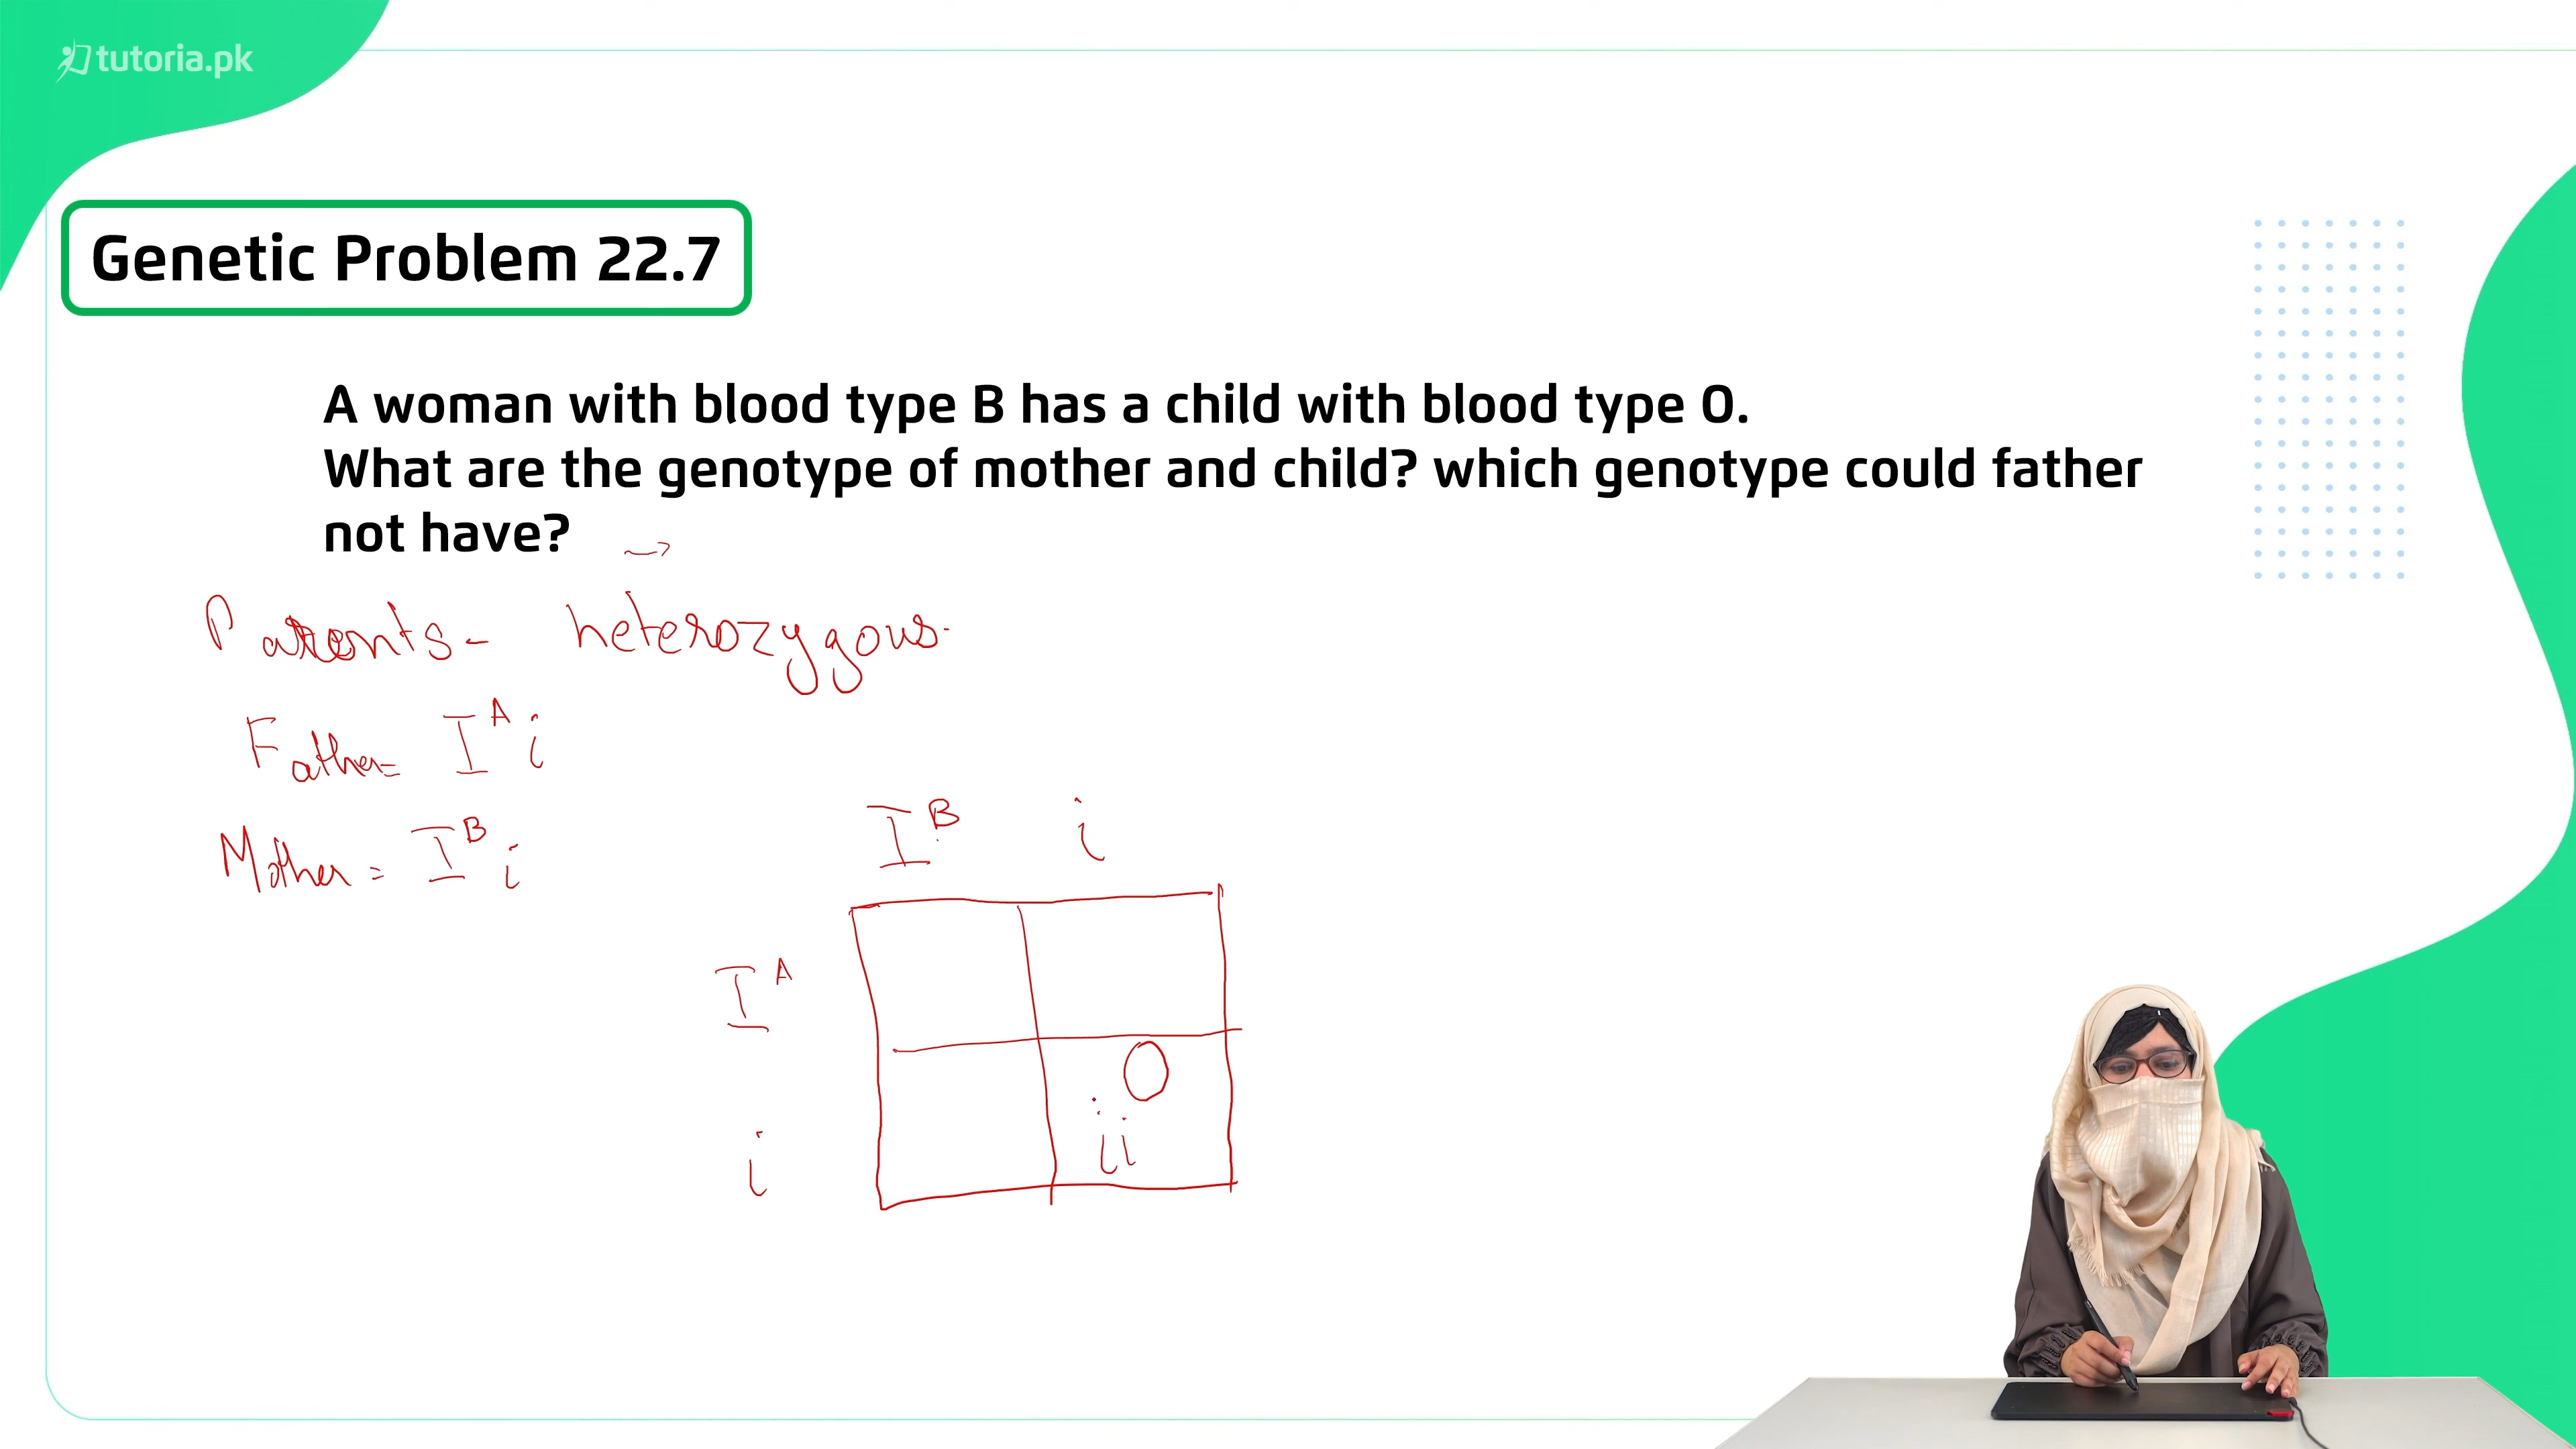 tutoria.pk
Genetic Problem 22.7
A woman with blood type B has a child with blood type O.
What are the genotype of mother and child? which genotype could father
not have?
→
Parents- heterozygous.
Father= I^A i
Mother = I^B i
I^B i
I^A
O
i ii